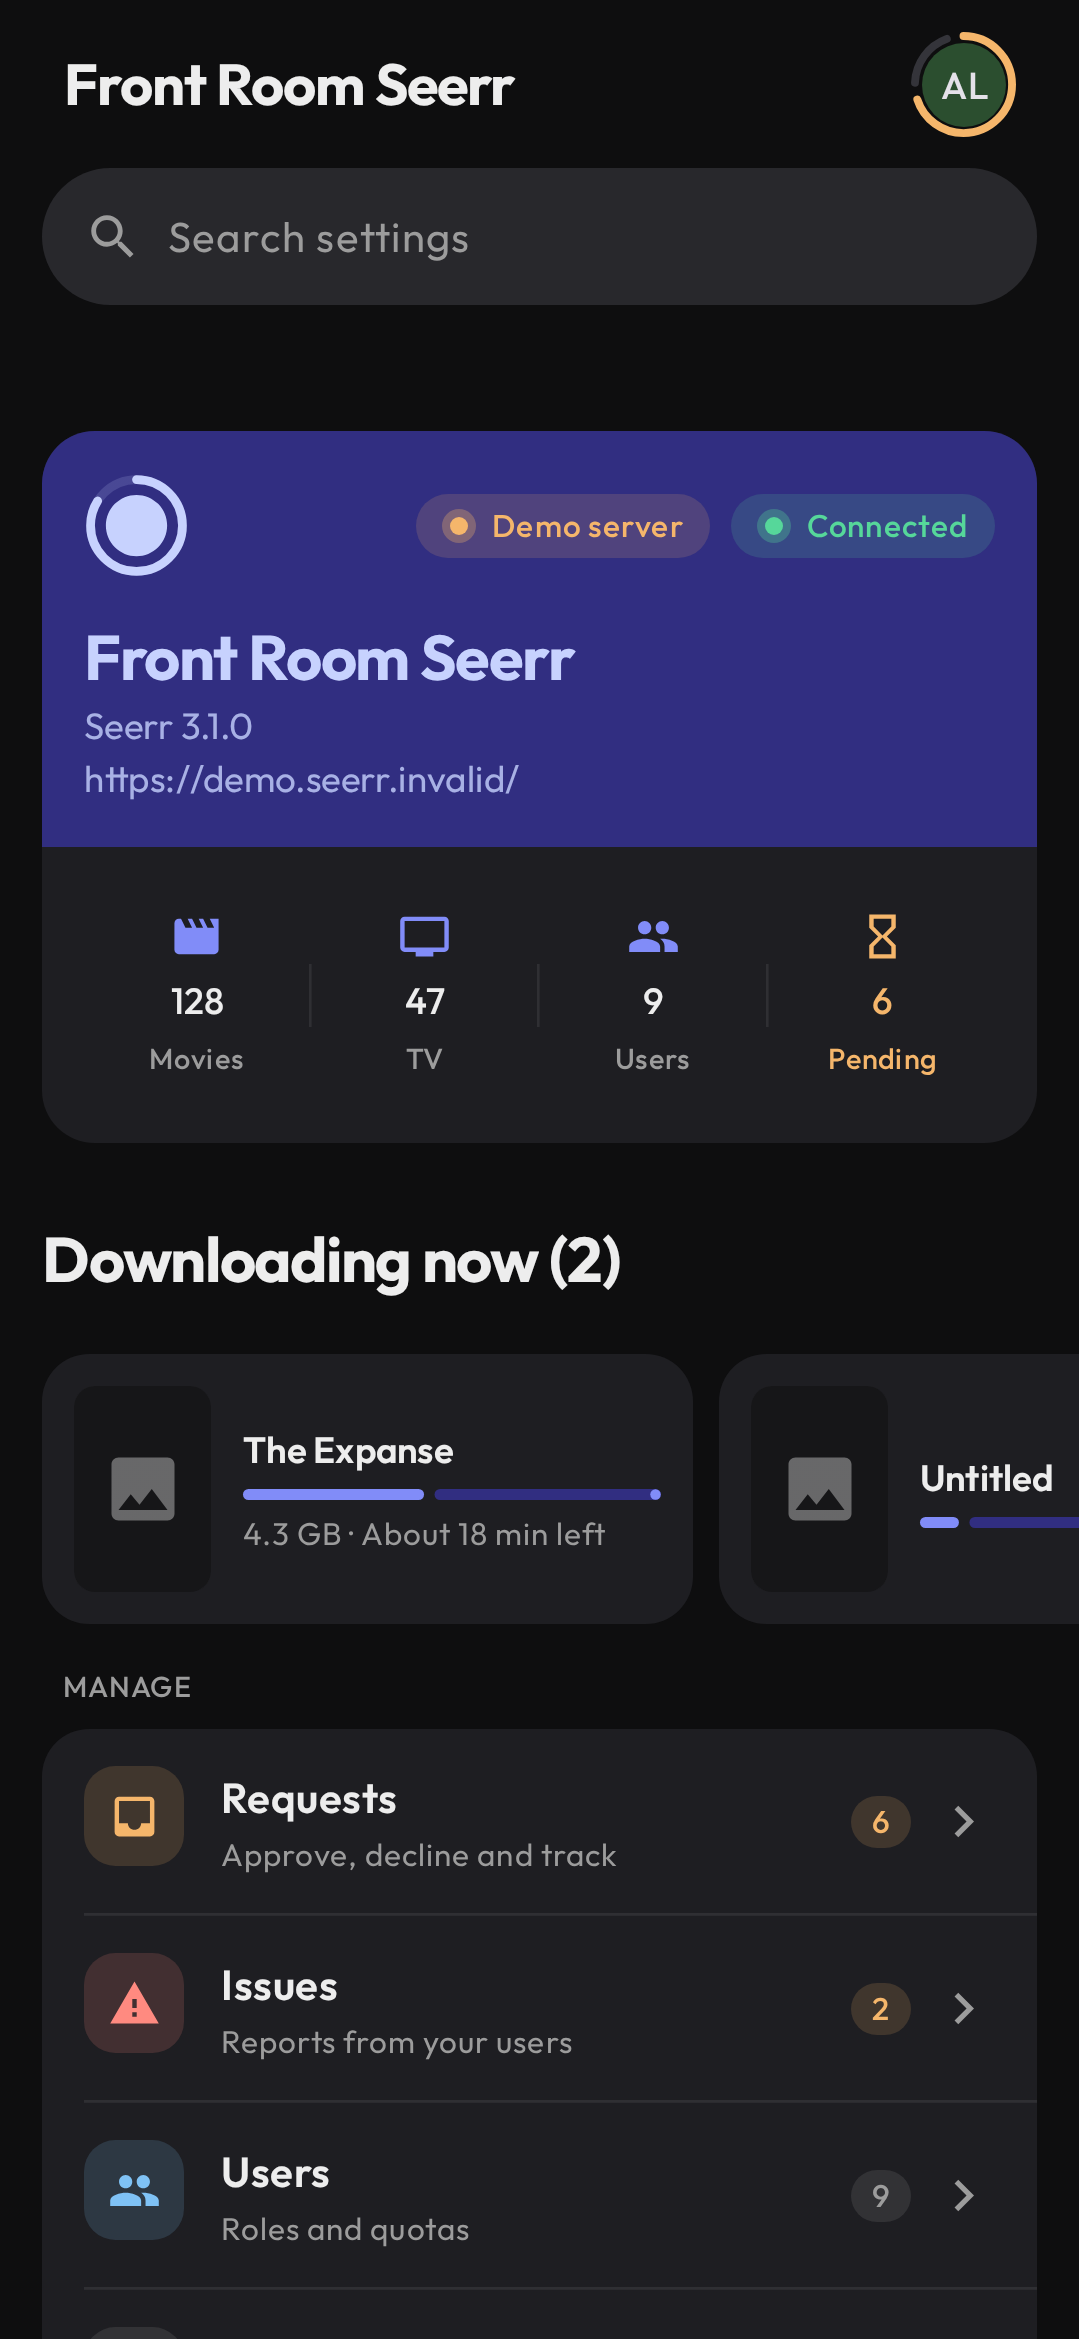 Front Room Seerr
AL
Search settings
Demo server
Connected
Front Room Seerr
Seerr 3.1.0
https://demo.seerr.invalid/
128
47
9
6
Movies
TV
Users
Pending
Downloading now (2)
The Expanse
4.3 GB · About 18 min left
Untitled
MANAGE
Requests
Approve, decline and track
6
Issues
Reports from your users
2
Users
Roles and quotas
9